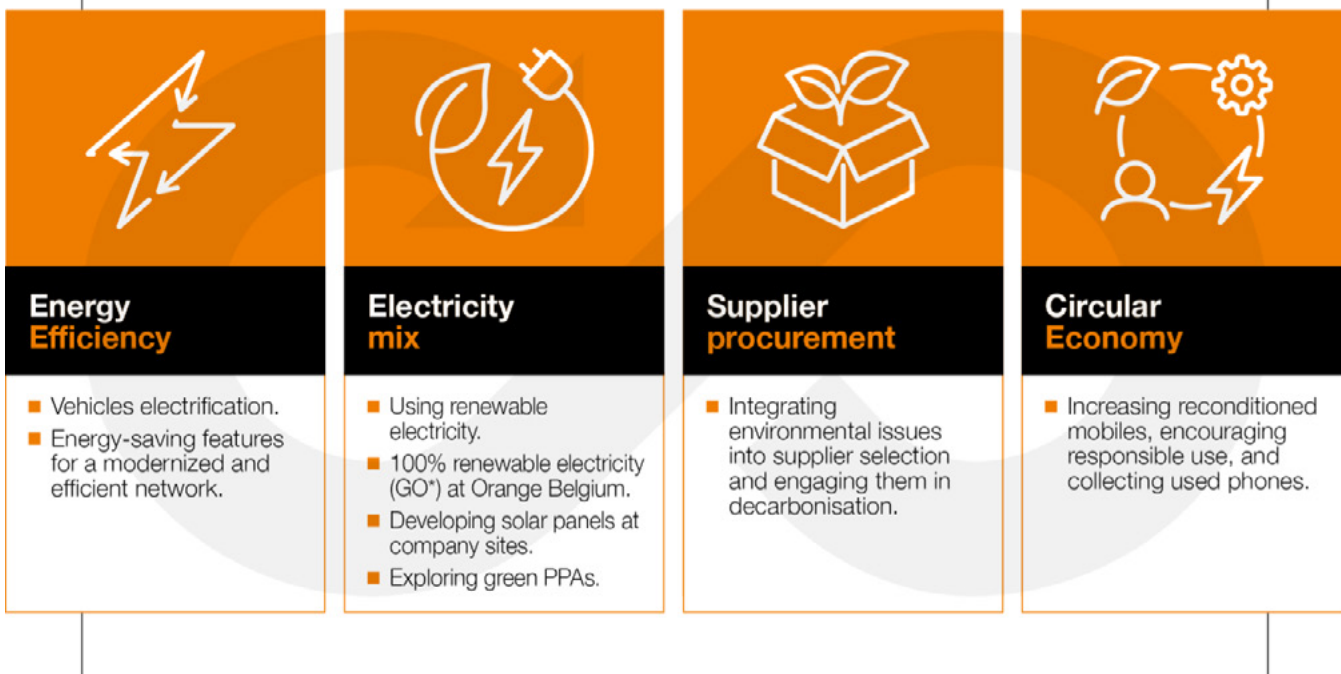 Energy
Efficiency
■ Vehicles electrification.
■ Energy-saving features
for a modernized and
efficient network.
Electricity
mix
■ Using renewable
electricity.
■ 100% renewable electricity
(GO*) at Orange Belgium.
■ Developing solar panels at
company sites.
■ Exploring green PPAs.
Supplier
procurement
■ Integrating
environmental issues
into supplier selection
and engaging them in
decarbonisation.
Circular
Economy
■ Increasing reconditioned
mobiles, encouraging
responsible use, and
collecting used phones.